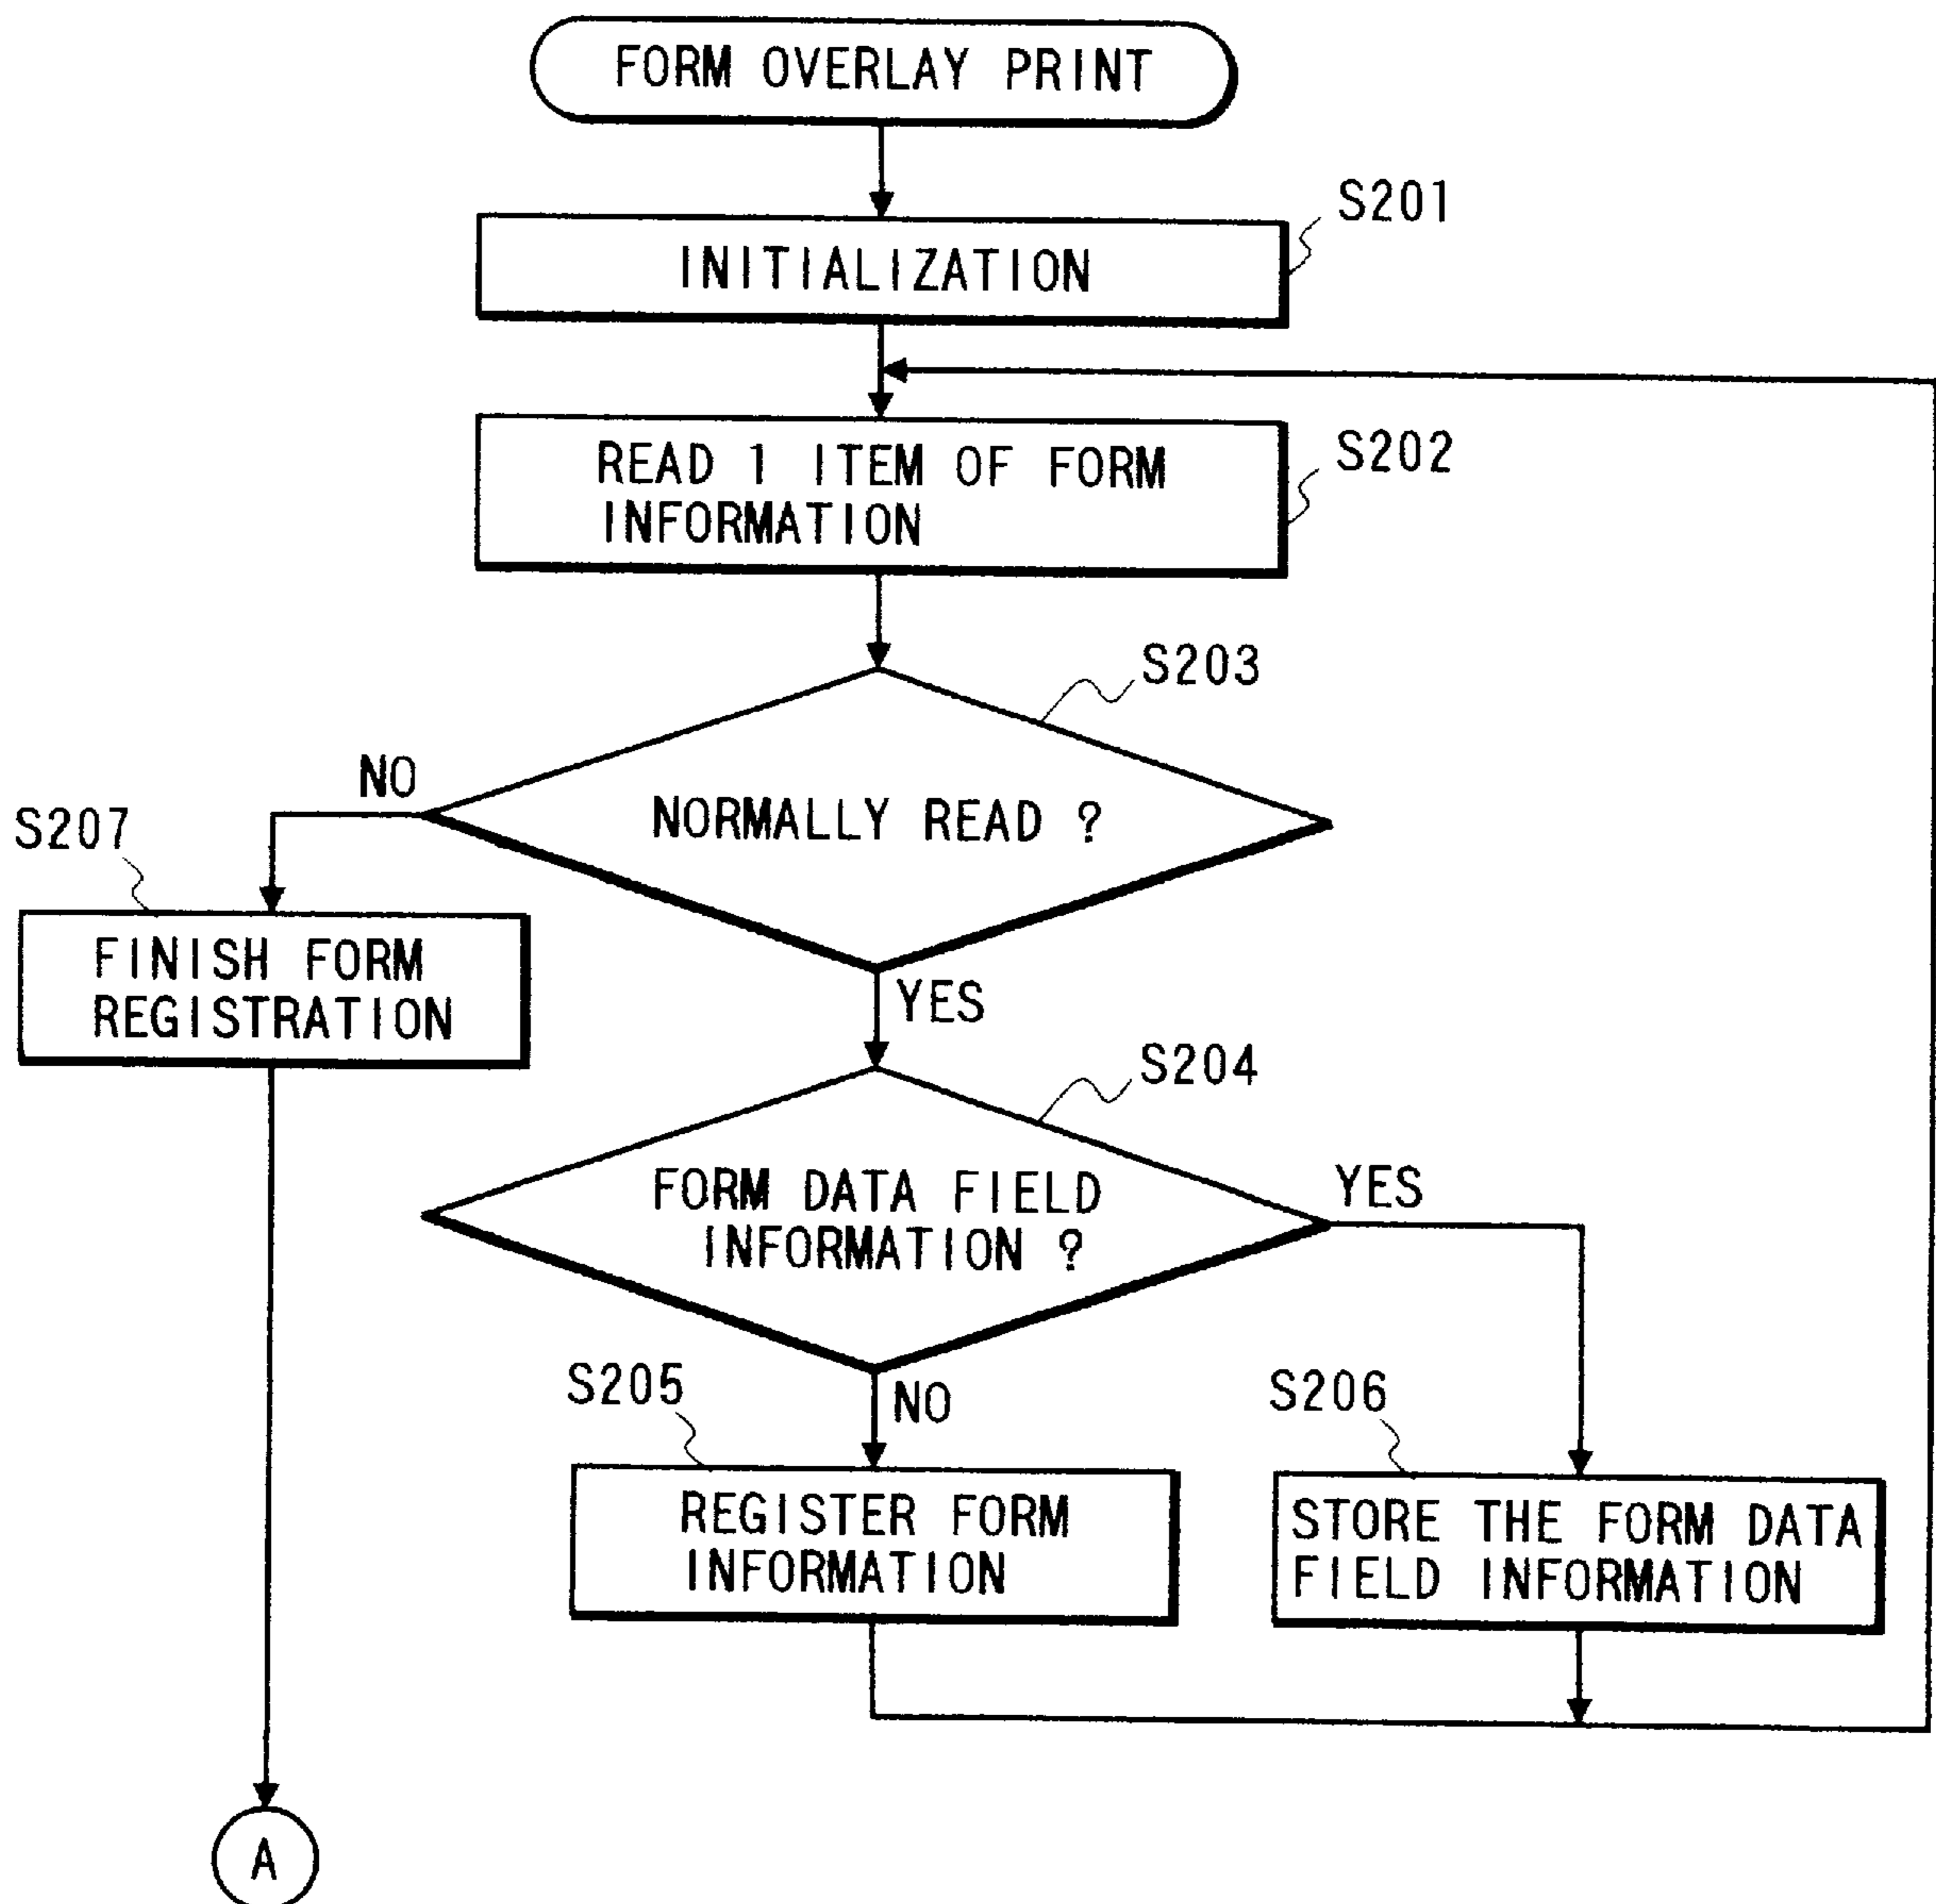 FORM OVERLAY PRINT
S201
INITIALIZATION
S202
READ 1 ITEM OF FORM
INFORMATION
S203
NO
NORMALLY READ ?
S207
FINISH FORM
REGISTRATION
YES
S204
FORM DATA FIELD
INFORMATION ?
YES
S205
NO
S206
REGISTER FORM
INFORMATION
STORE THE FORM DATA
FIELD INFORMATION
A